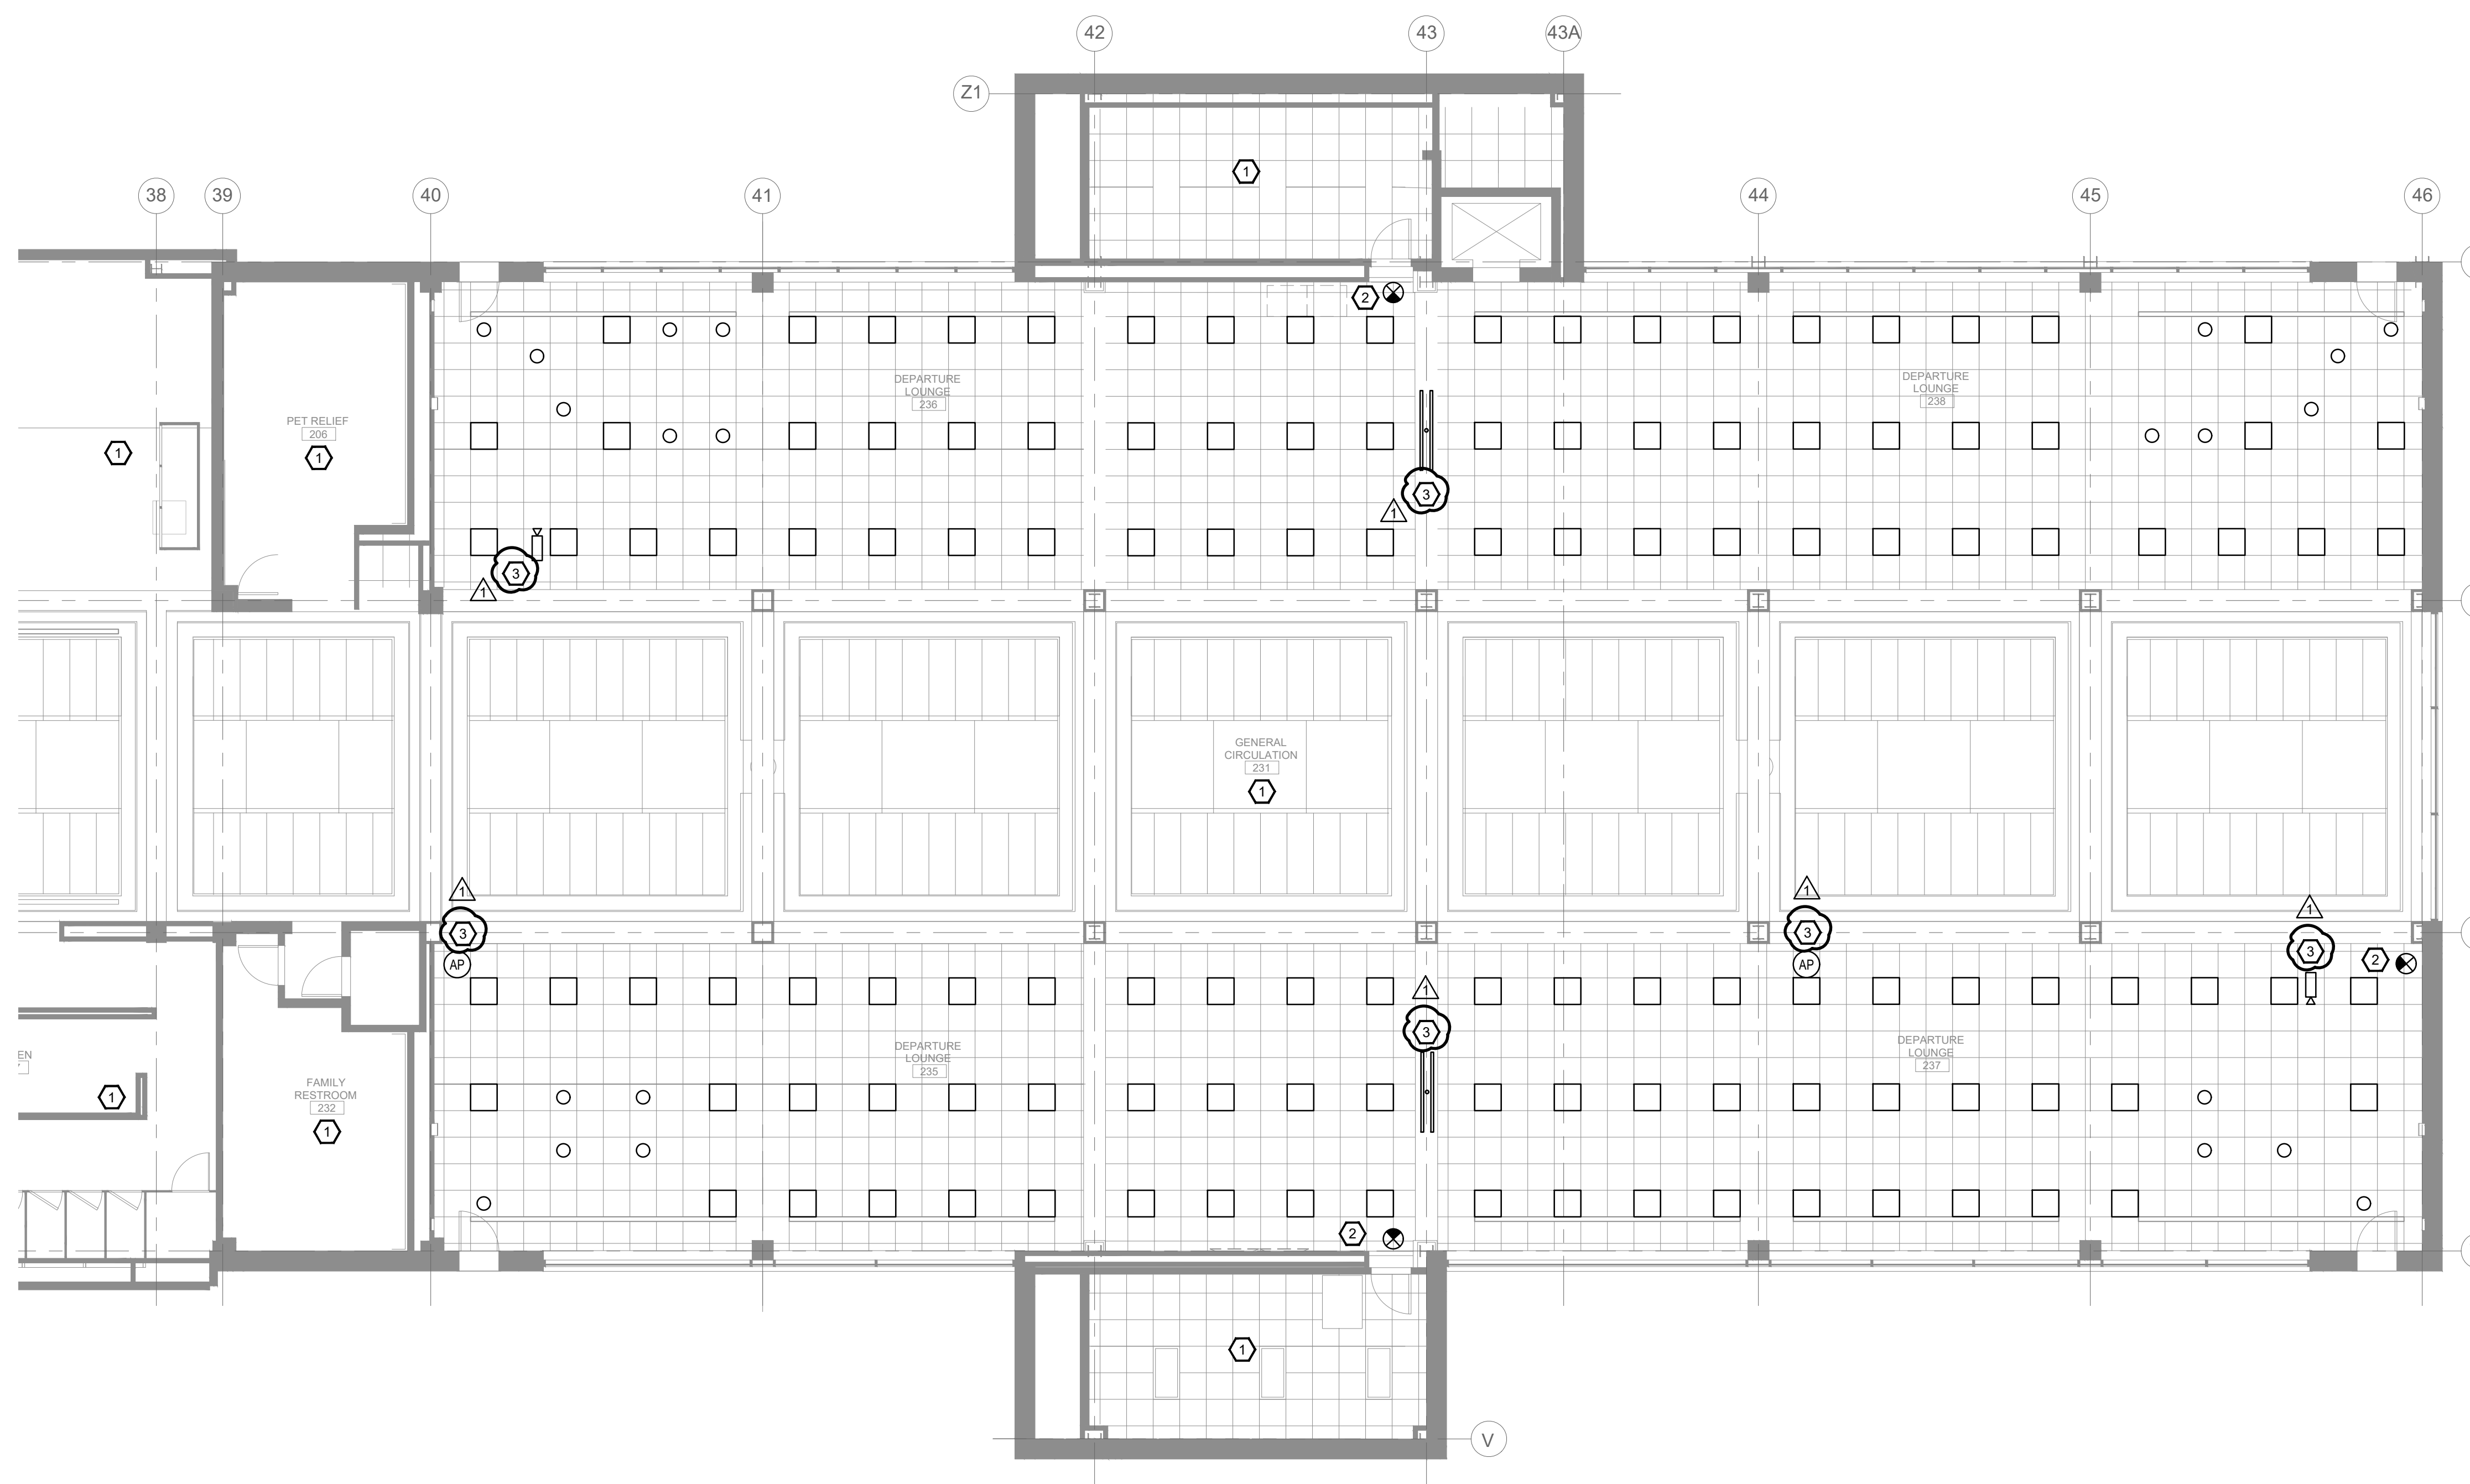 42
43
43A
Z1
1
38
39
40
41
44
45
46
2
DEPARTURE
LOUNGE
236
DEPARTURE
LOUNGE
238
PET RELIEF
206
1
1
3
1
3
1
GENERAL
CIRCULATION
231
1
1
3
AP
1
3
AP
1
3
2
1
3
DEPARTURE
LOUNGE
235
DEPARTURE
LOUNGE
237
EN
1
FAMILY
RESTROOM
232
1
2
1
V